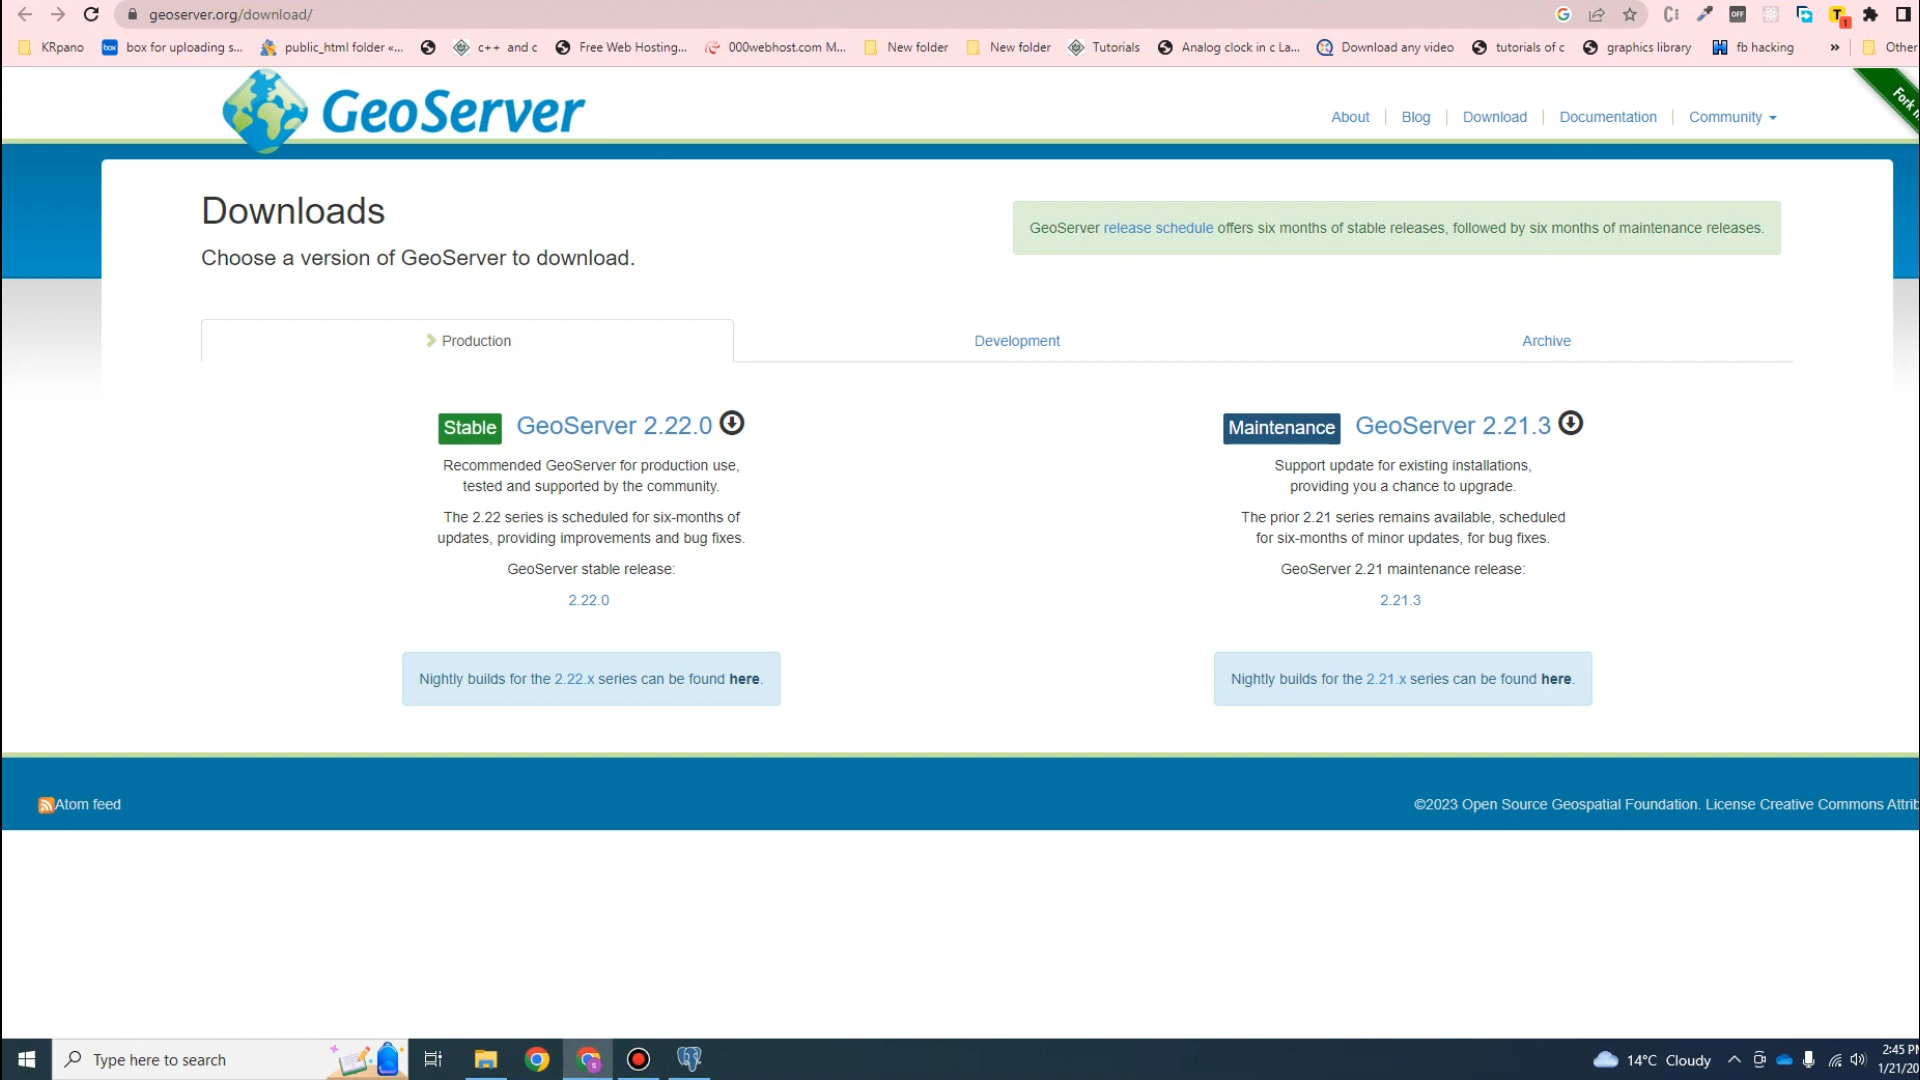 geoserver.org/download/
KRpano
box for uploading s...
public_html folder «...
c++ and c
Free Web Hosting...
000webhost.com M...
New folder
New folder
Tutorials
Analog clock in c La...
Download any video
tutorials of c
graphics library
fb hacking
»
Other
GeoServer
About
Blog
Download
Documentation
Community
Fork
Downloads
GeoServer release schedule offers six months of stable releases, followed by six months of maintenance releases.
Choose a version of GeoServer to download.
Production
Development
Archive
Stable GeoServer 2.22.0
Recommended GeoServer for production use,
tested and supported by the community.
The 2.22 series is scheduled for six-months of
updates, providing improvements and bug fixes.
GeoServer stable release:
2.22.0
Nightly builds for the 2.22.x series can be found here.
Maintenance GeoServer 2.21.3
Support update for existing installations,
providing you a chance to upgrade.
The prior 2.21 series remains available, scheduled
for six-months of minor updates, for bug fixes.
GeoServer 2.21 maintenance release:
2.21.3
Nightly builds for the 2.21.x series can be found here.
Atom feed
©2023 Open Source Geospatial Foundation. License Creative Commons Attrib
Type here to search
14°C Cloudy
2:45 PM
1/21/20